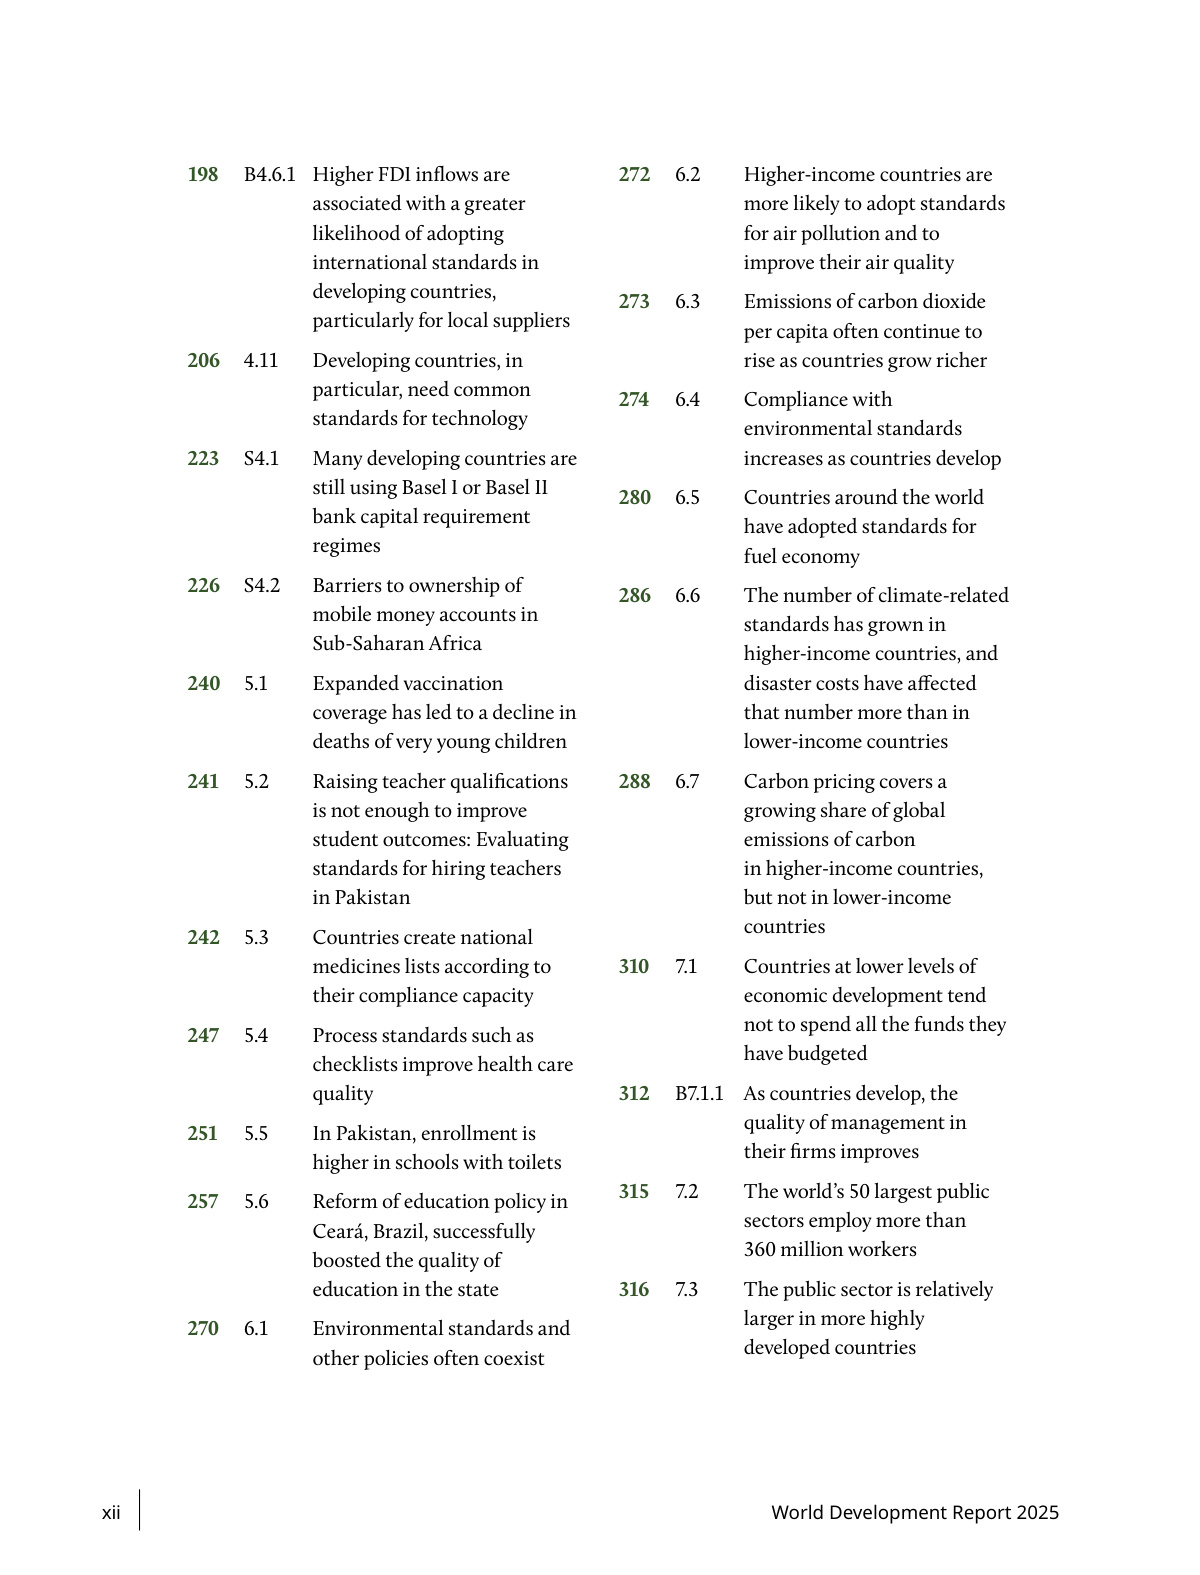 198 B4.6.1 Higher FDI inflows are
associated with a greater
likelihood of adopting
international standards in
developing countries,
particularly for local suppliers
206 4.11 Developing countries, in
particular, need common
standards for technology
223 S4.1 Many developing countries are
still using Basel I or Basel II
bank capital requirement
regimes
226 S4.2 Barriers to ownership of
mobile money accounts in
Sub-Saharan Africa
240 5.1 Expanded vaccination
coverage has led to a decline in
deaths of very young children
241 5.2 Raising teacher qualifications
is not enough to improve
student outcomes: Evaluating
standards for hiring teachers
in Pakistan
242 5.3 Countries create national
medicines lists according to
their compliance capacity
247 5.4 Process standards such as
checklists improve health care
quality
251 5.5 In Pakistan, enrollment is
higher in schools with toilets
257 5.6 Reform of education policy in
Ceará, Brazil, successfully
boosted the quality of
education in the state
270 6.1 Environmental standards and
other policies often coexist
272 6.2 Higher-income countries are
more likely to adopt standards
for air pollution and to
improve their air quality
273 6.3 Emissions of carbon dioxide
per capita often continue to
rise as countries grow richer
274 6.4 Compliance with
environmental standards
increases as countries develop
280 6.5 Countries around the world
have adopted standards for
fuel economy
286 6.6 The number of climate-related
standards has grown in
higher-income countries, and
disaster costs have affected
that number more than in
lower-income countries
288 6.7 Carbon pricing covers a
growing share of global
emissions of carbon
in higher-income countries,
but not in lower-income
countries
310 7.1 Countries at lower levels of
economic development tend
not to spend all the funds they
have budgeted
312 B7.1.1 As countries develop, the
quality of management in
their firms improves
315 7.2 The world’s 50 largest public
sectors employ more than
360 million workers
316 7.3 The public sector is relatively
larger in more highly
developed countries
xii World Development Report 2025